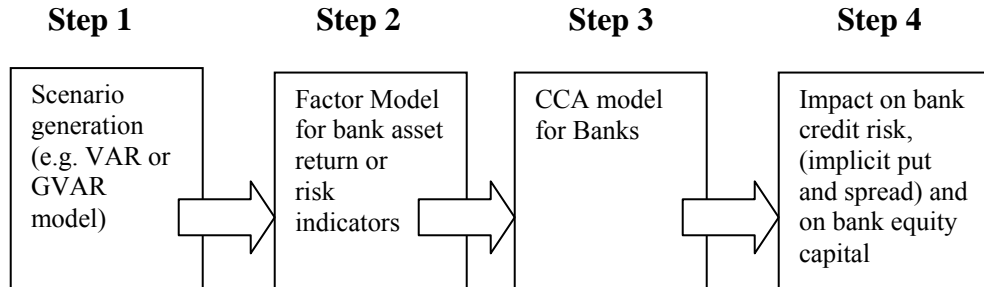 Step 1
Step 2
Step 3
Step 4
Scenario
generation
(e.g. VAR or
GVAR
model)
Factor Model
for bank asset
return or
risk
indicators
CCA model
for Banks
Impact on bank
credit risk,
(implicit put
and spread) and
on bank equity
capital